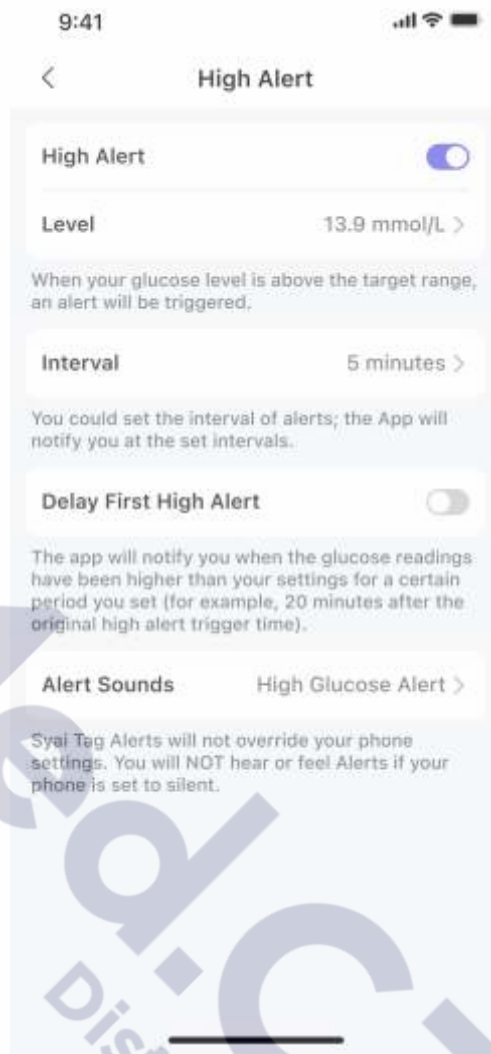 9:41
High Alert
High Alert
Level 13.9 mmol/L >
When your glucose level is above the target range,
an alert will be triggered.
Interval 5 minutes >
You could set the interval of alerts; the App will
notify you at the set intervals.
Delay First High Alert
The app will notify you when the glucose readings
have been higher than your settings for a certain
period you set (for example, 20 minutes after the
original high alert trigger time).
Alert Sounds High Glucose Alert >
Syai Tag Alerts will not override your phone
settings. You will NOT hear or feel Alerts if your
phone is set to silent.